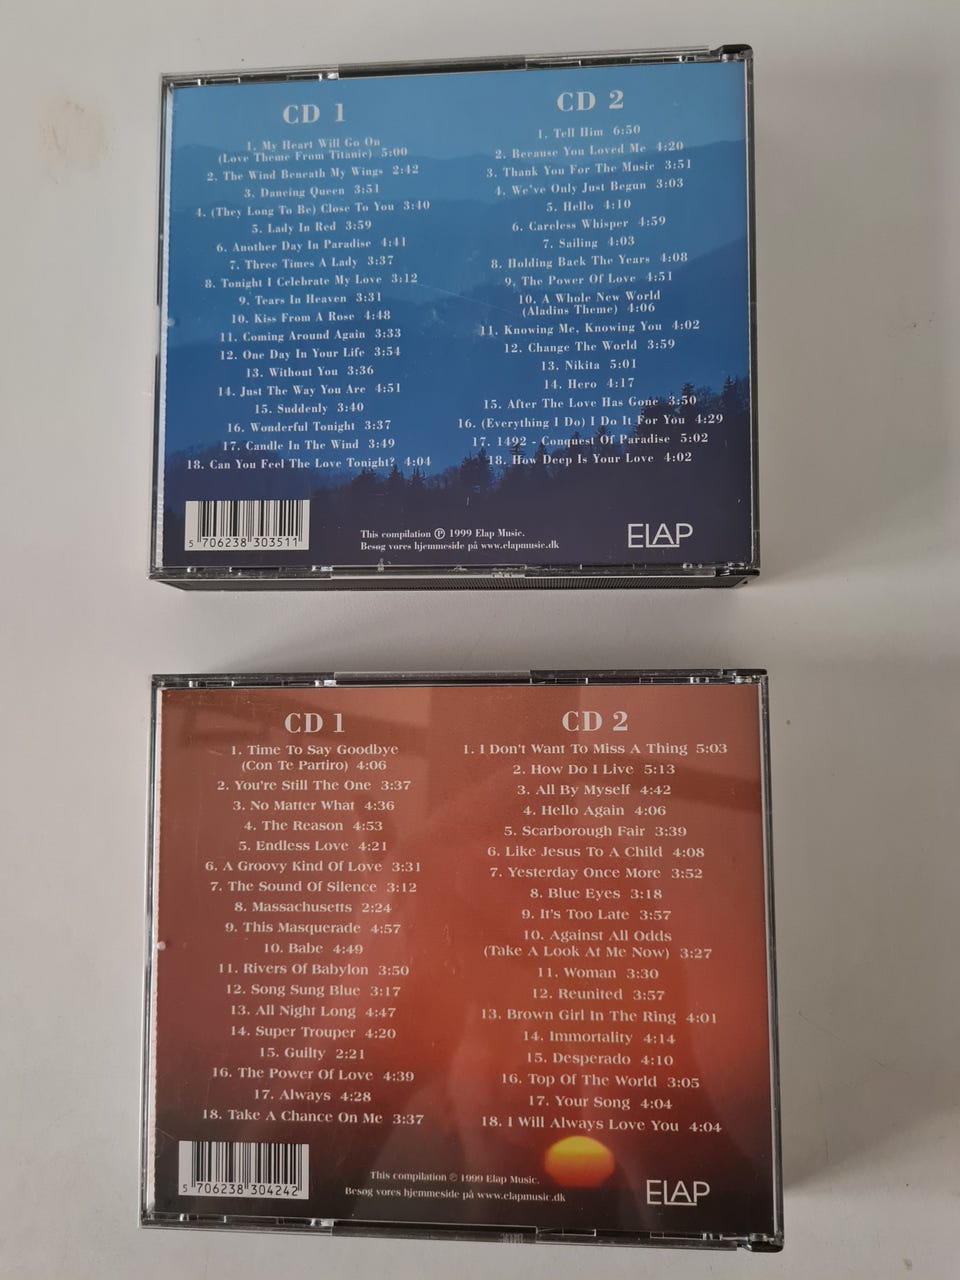 CD 1
1. My Heart Will Go On
(Love Theme From Titanic) 5:00
2. The Wind Beneath My Wings 2:42
3. Dancing Queen 3:51
4. (They Long To Be) Close To You 3:40
5. Lady In Red 3:59
6. Another Day In Paradise 4:41
7. Three Times A Lady 3:37
8. Tonight I Celebrate My Love 3:12
9. Tears In Heaven 3:31
10. Kiss From A Rose 4:48
11. Coming Around Again 3:33
12. One Day In Your Life 3:54
13. Without You 3:36
14. Just The Way You Are 4:51
15. Suddenly 3:40
16. Wonderful Tonight 3:37
17. Candle In The Wind 3:49
18. Can You Feel The Love Tonight? 4:04
CD 2
1. Tell Him 6:50
2. Because You Loved Me 4:20
3. Thank You For The Music 3:51
4. We've Only Just Begun 3:03
5. Hello 4:10
6. Careless Whisper 4:59
7. Sailing 4:03
8. Holding Back The Years 4:08
9. The Power Of Love 4:51
10. A Whole New World
(Aladins Theme) 4:06
11. Knowing Me, Knowing You 4:02
12. Change The World 3:59
13. Nikita 5:01
14. Hero 4:17
15. After The Love Has Gone 3:50
16. (Everything I Do) I Do It For You 4:29
17. 1492 - Conquest Of Paradise 5:02
18. How Deep Is Your Love 4:02
5 706238 303511
This compilation ℗ 1999 Elap Music.
Besøg vores hjemmeside på www.elapmusic.dk
ELAP
CD 1
1. Time To Say Goodbye
(Con Te Partiro) 4:06
2. You're Still The One 3:37
3. No Matter What 4:36
4. The Reason 4:53
5. Endless Love 4:21
6. A Groovy Kind Of Love 3:31
7. The Sound Of Silence 3:12
8. Massachusetts 2:24
9. This Masquerade 4:57
10. Babe 4:49
11. Rivers Of Babylon 3:50
12. Song Sung Blue 3:17
13. All Night Long 4:47
14. Super Trouper 4:20
15. Guilty 2:21
16. The Power Of Love 4:39
17. Always 4:28
18. Take A Chance On Me 3:37
CD 2
1. I Don't Want To Miss A Thing 5:03
2. How Do I Live 5:13
3. All By Myself 4:42
4. Hello Again 4:06
5. Scarborough Fair 3:39
6. Like Jesus To A Child 4:08
7. Yesterday Once More 3:52
8. Blue Eyes 3:18
9. It's Too Late 3:57
10. Against All Odds
(Take A Look At Me Now) 3:27
11. Woman 3:30
12. Reunited 3:57
13. Brown Girl In The Ring 4:01
14. Immortality 4:14
15. Desperado 4:10
16. Top Of The World 3:05
17. Your Song 4:04
18. I Will Always Love You 4:04
5 706238 304242
This compilation ℗ 1999 Elap Music.
Besøg vores hjemmeside på www.elapmusic.dk
ELAP